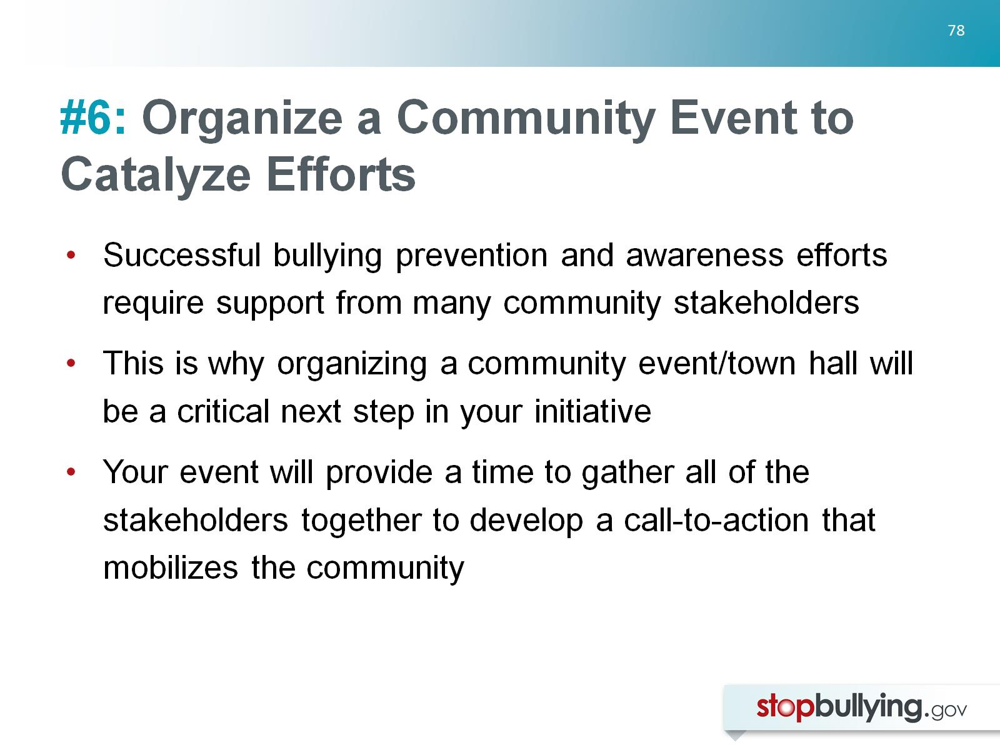 78
#6: Organize a Community Event to
Catalyze Efforts
• Successful bullying prevention and awareness efforts
require support from many community stakeholders
• This is why organizing a community event/town hall will
be a critical next step in your initiative
• Your event will provide a time to gather all of the
stakeholders together to develop a call-to-action that
mobilizes the community
stopbullying.gov